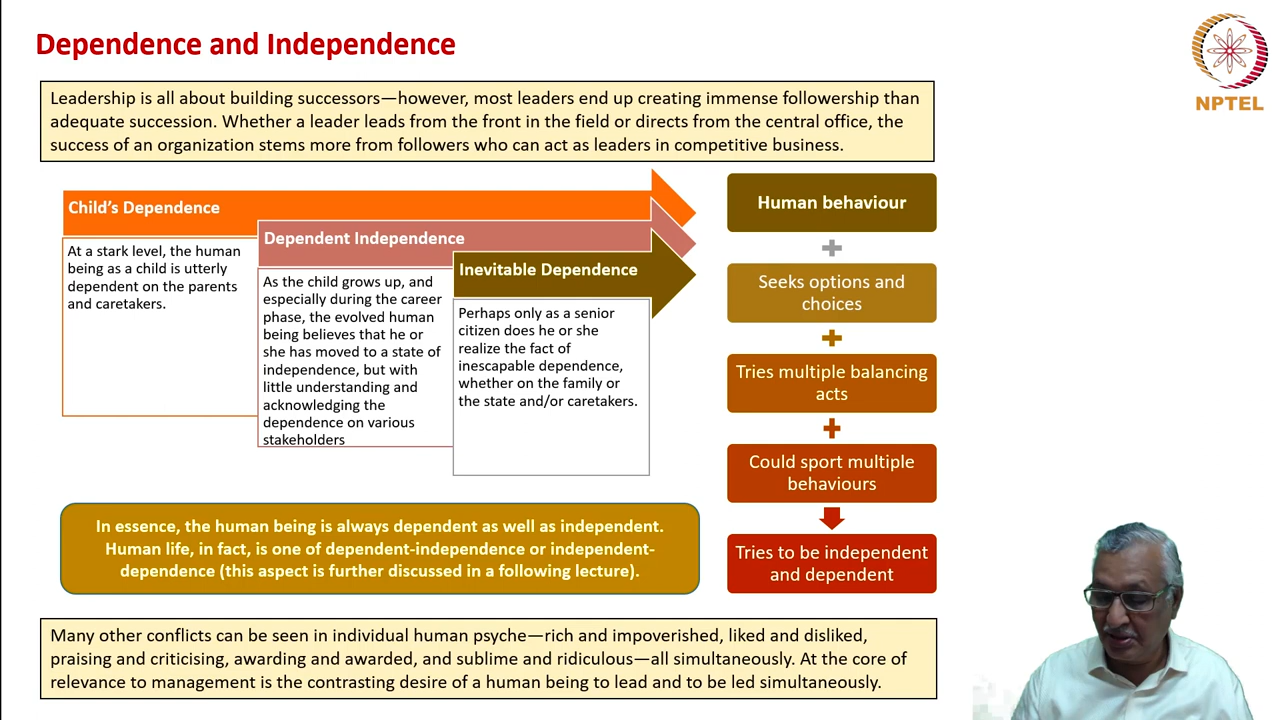 Dependence and Independence
NPTEL
Leadership is all about building successors—however, most leaders end up creating immense followership than
adequate succession. Whether a leader leads from the front in the field or directs from the central office, the
success of an organization stems more from followers who can act as leaders in competitive business.
Child's Dependence
At a stark level, the human
being as a child is utterly
dependent on the parents
and caretakers.
Dependent Independence
As the child grows up, and
especially during the career
phase, the evolved human
being believes that he or
she has moved to a state of
independence, but with
little understanding and
acknowledging the
dependence on various
stakeholders
Inevitable Dependence
Perhaps only as a senior
citizen does he or she
realize the fact of
inescapable dependence,
whether on the family or
the state and/or caretakers.
Human behaviour
Seeks options and
choices
Tries multiple balancing
acts
Could sport multiple
behaviours
Tries to be independent
and dependent
In essence, the human being is always dependent as well as independent.
Human life, in fact, is one of dependent-independence or independent-
dependence (this aspect is further discussed in a following lecture).
Many other conflicts can be seen in individual human psyche—rich and impoverished, liked and disliked,
praising and criticising, awarding and awarded, and sublime and ridiculous—all simultaneously. At the core of
relevance to management is the contrasting desire of a human being to lead and to be led simultaneously.